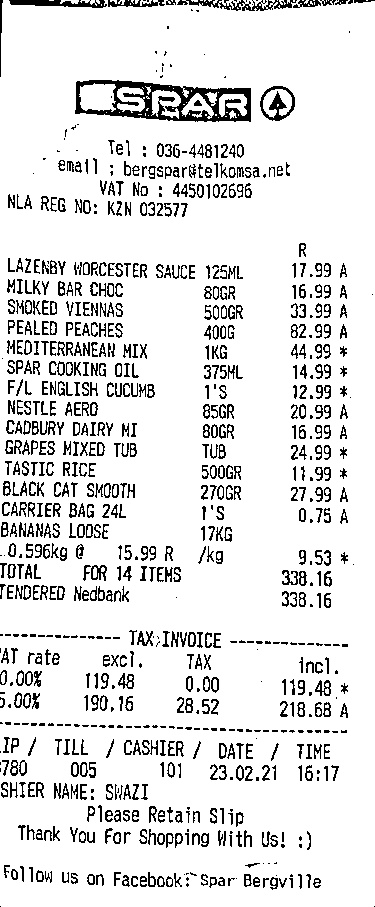 SPAR
Tel : 036-4481240
email ; bergspar@telkomsa.net
VAT No : 4450102696
NLA REG NO: KZN 032577
R
LAZENBY WORCESTER SAUCE 125ML 17.99 A
MILKY BAR CHOC 80GR 16.99 A
SMOKED VIENNAS 500GR 33.99 A
PEALED PEACHES 400G 82.99 A
MEDITERRANEAN MIX 1KG 44.99 *
SPAR COOKING OIL 375ML 14.99 *
F/L ENGLISH CUCUMB 1'S 12.99 *
NESTLE AERO 85GR 20.99 A
CADBURY DAIRY MI 80GR 16.99 A
GRAPES MIXED TUB TUB 24.99 *
TASTIC RICE 500GR 11.99 *
BLACK CAT SMOOTH 270GR 27.99 A
CARRIER BAG 24L 1'S 0.75 A
BANANAS LOOSE 17KG
0.596kg @ 15.99 R /kg 9.53 *
TOTAL FOR 14 ITEMS 338.16
TENDERED Nedbank 338.16
--------------- TAX INVOICE ---------------
AT rate excl. TAX incl.
0.00% 119.48 0.00 119.48 *
5.00% 190.16 28.52 218.68 A
LIP / TILL / CASHIER / DATE / TIME
3780 005 101 23.02.21 16:17
SHIER NAME: SWAZI
Please Retain Slip
Thank You For Shopping With Us! :)
Follow us on Facebook: Spar Bergville